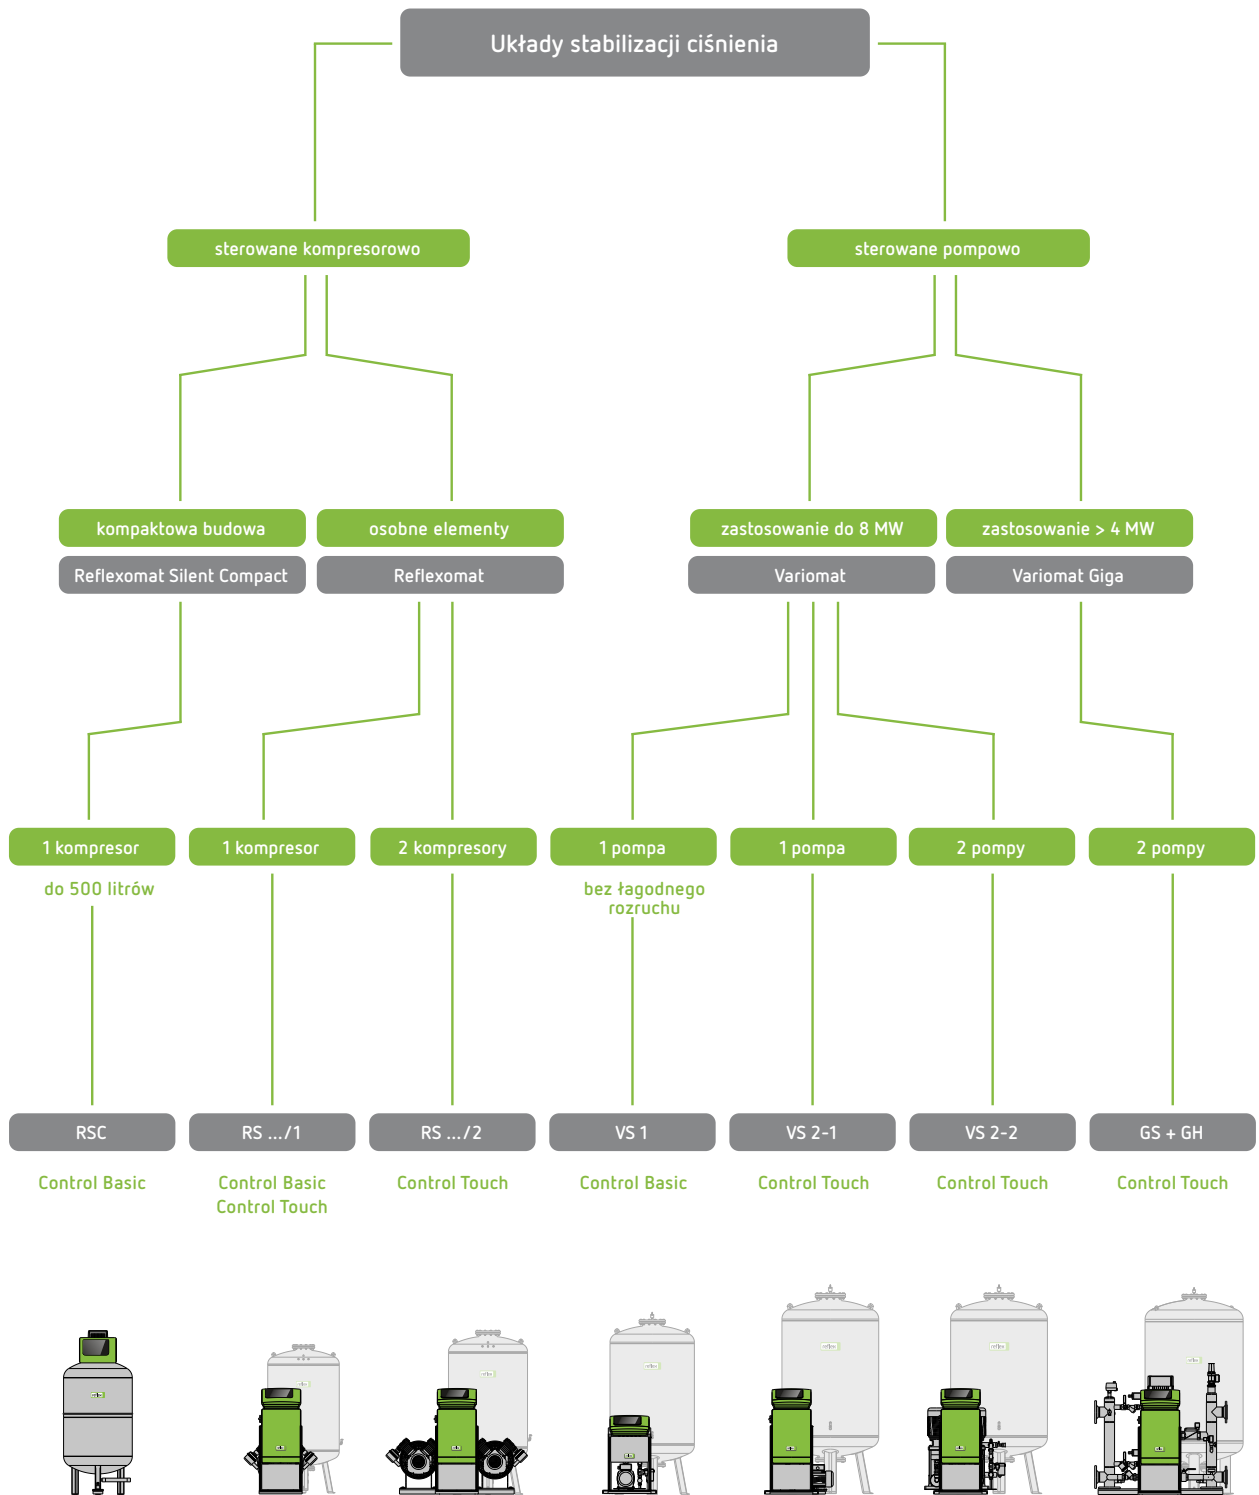 Układy stabilizacji ciśnienia
sterowane kompresorowo
sterowane pompowo
kompaktowa budowa
osobne elementy
zastosowanie do 8 MW
zastosowanie > 4 MW
Reflexomat Silent Compact
Reflexomat
Variomat
Variomat Giga
1 kompresor
1 kompresor
2 kompresory
1 pompa
1 pompa
2 pompy
2 pompy
do 500 litrów
bez łagodnego
rozruchu
RSC
RS .../1
RS .../2
VS 1
VS 2-1
VS 2-2
GS + GH
Control Basic
Control Basic
Control Touch
Control Touch
Control Basic
Control Touch
Control Touch
Control Touch